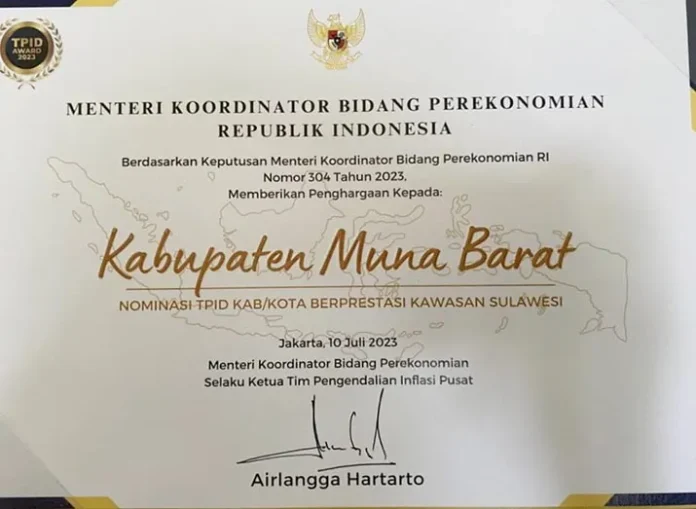 TPID
AWARD
2023
MENTERI KOORDINATOR BIDANG PEREKONOMIAN
REPUBLIK INDONESIA
Berdasarkan Keputusan Menteri Koordinator Bidang Perekonomian RI
Nomor 304 Tahun 2023,
Memberikan Penghargaan Kepada:
Kabupaten Muna Barat
NOMINASI TPID KAB/KOTA BERPRESTASI KAWASAN SULAWESI
Jakarta, 10 Juli 2023
Menteri Koordinator Bidang Perekonomian
Selaku Ketua Tim Pengendalian Inflasi Pusat
Airlangga Hartarto